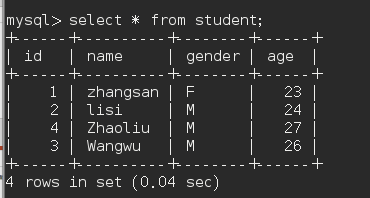 mysql> select * from student;
+------+----------+--------+------+
| id   | name     | gender | age  |
+------+----------+--------+------+
|    1 | zhangsan | F      |   23 |
|    2 | lisi     | M      |   24 |
|    4 | Zhaoliu  | M      |   27 |
|    3 | Wangwu   | M      |   26 |
+------+----------+--------+------+
4 rows in set (0.04 sec)